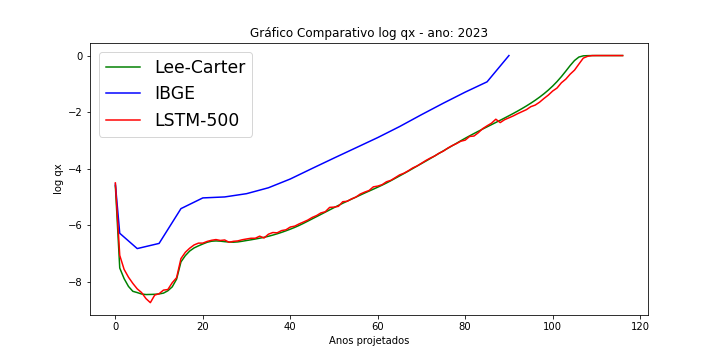 Gráfico Comparativo log qx - ano: 2023
Lee-Carter
IBGE
LSTM-500
log qx
0
−2
−4
−6
−8
0 20 40 60 80 100 120
Anos projetados